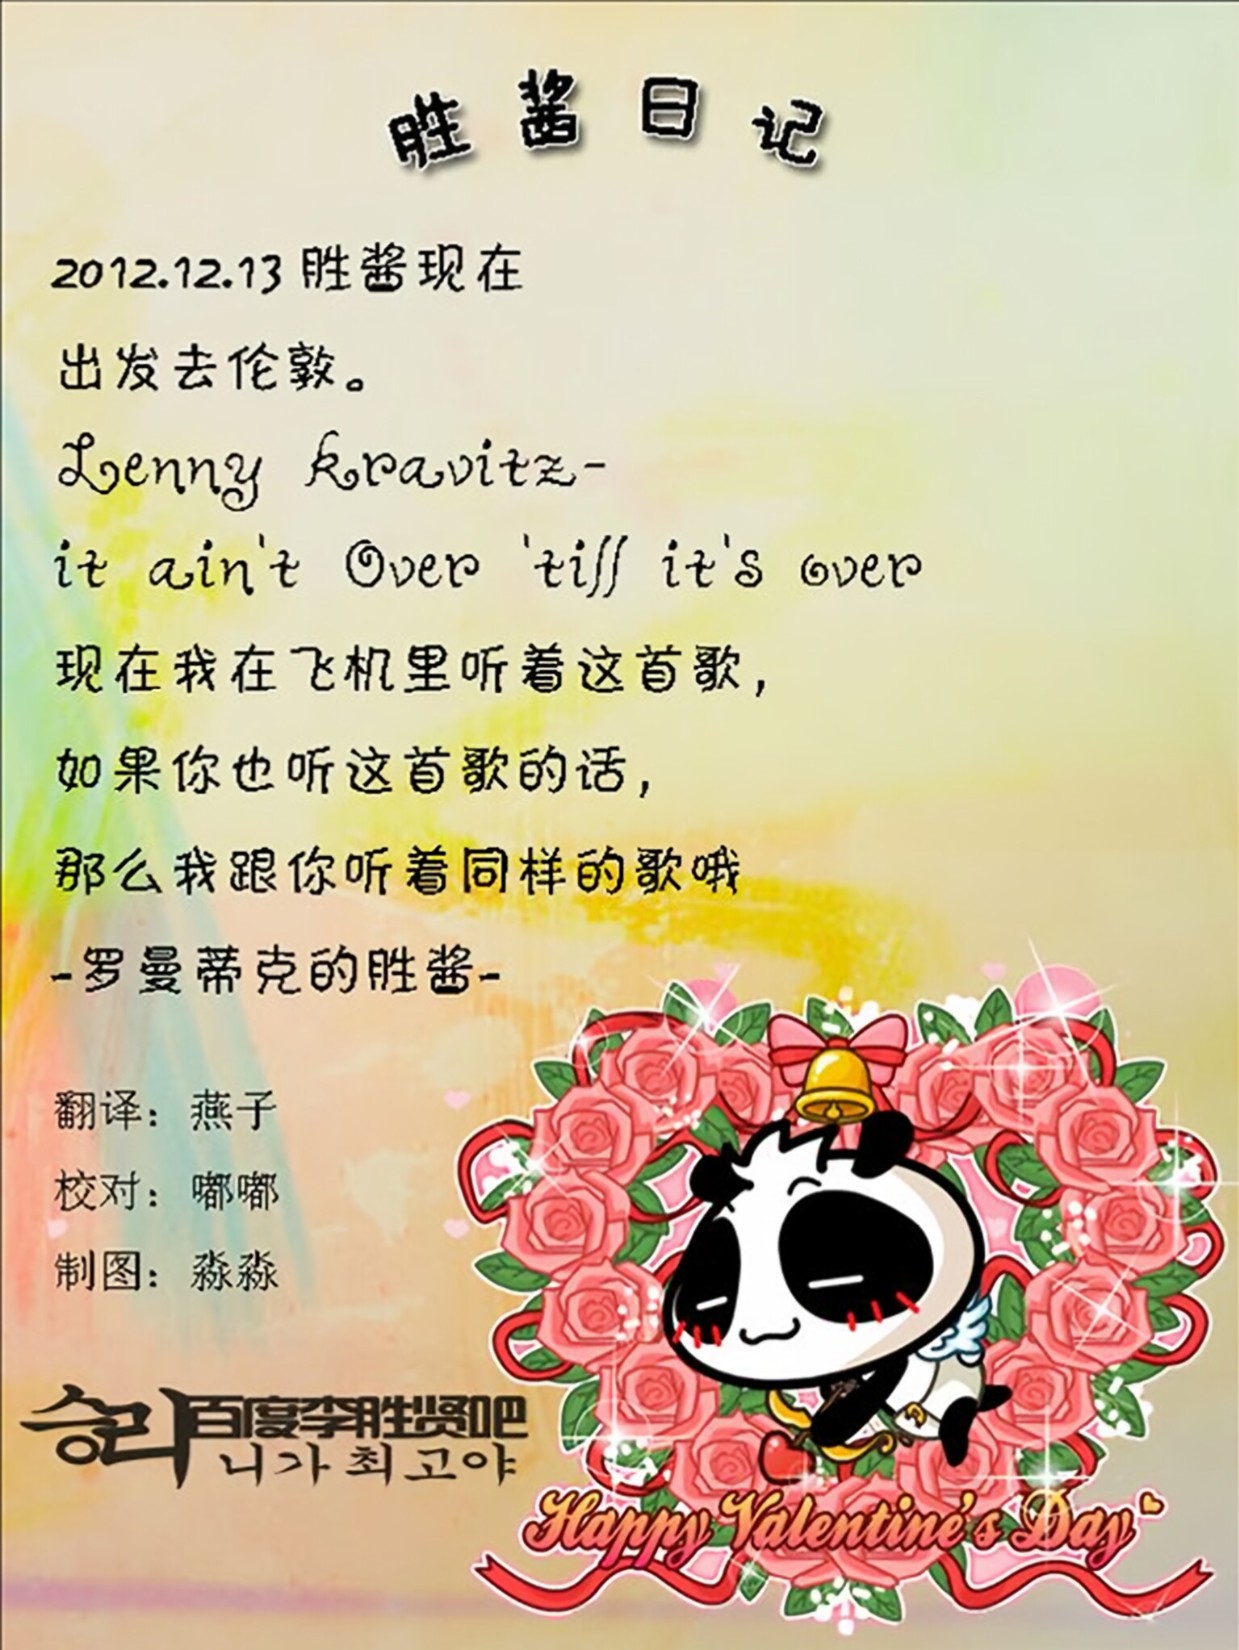 胜酱日记
2012.12.13 胜酱现在
出发去伦敦。
Lenny kravitz-
it ain't Over 'till it's over
现在我在飞机里听着这首歌,
如果你也听这首歌的话,
那么我跟你听着同样的歌哦
-罗曼蒂克的胜酱-
翻译：燕子
校对：嘟嘟
制图：淼淼
승리 百度李胜贤吧
니가 최고야
Happy Valentine's Day